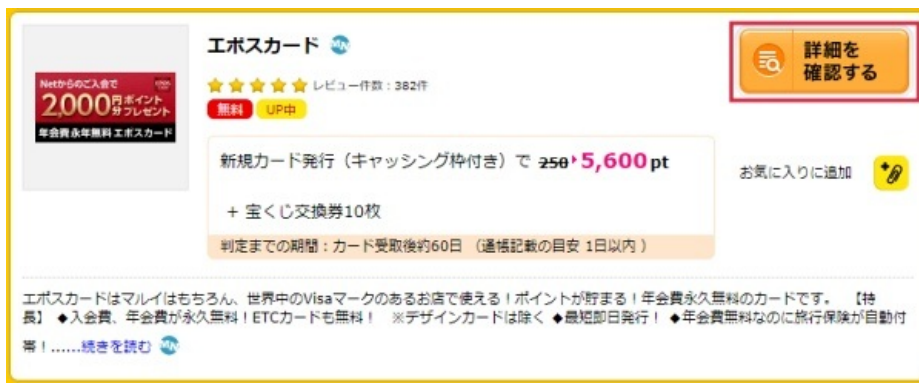 エポスカード
レビュー件数：382件
無料 UP中
Netからのご入会で
2,000円分ポイントプレゼント
年会費永年無料 エポスカード
新規カード発行（キャッシング枠付き）で 250 5,600pt
+ 宝くじ交換券10枚
判定までの期間：カード受取後約60日 （通帳記載の目安 1日以内 ）
詳細を
確認する
お気に入りに追加
エポスカードはマルイはもちろん、世界中のVisaマークのあるお店で使える！ポイントが貯まる！年会費永久無料のカードです。 【特
長】 ◆入会費、年会費が永久無料！ETCカードも無料！ ※デザインカードは除く ◆最短即日発行！ ◆年会費無料なのに旅行保険が自動付
帯！......続きを読む